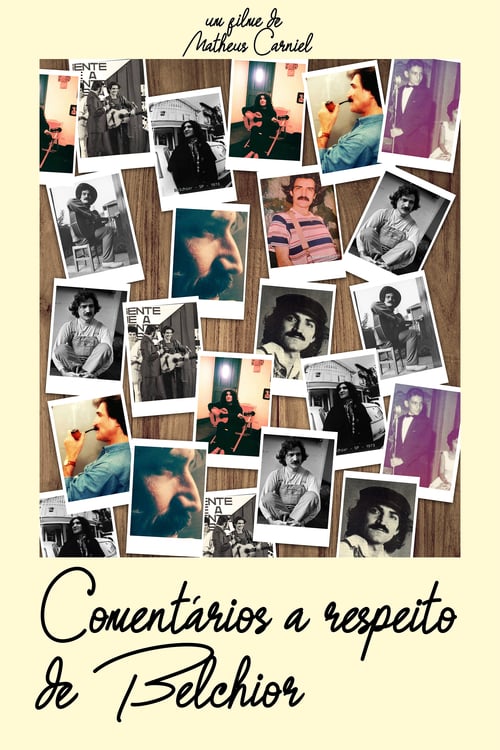 um filme de
Matheus Carniel
Comentários a respeito
de Belchior